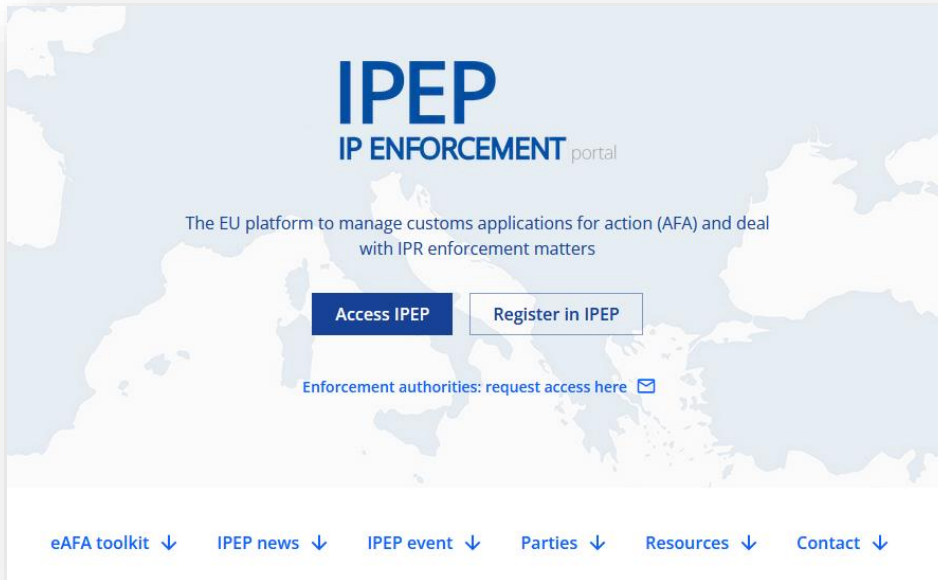 IPEP
IP ENFORCEMENT portal
The EU platform to manage customs applications for action (AFA) and deal
with IPR enforcement matters
Access IPEP
Register in IPEP
Enforcement authorities: request access here
eAFA toolkit
IPEP news
IPEP event
Parties
Resources
Contact